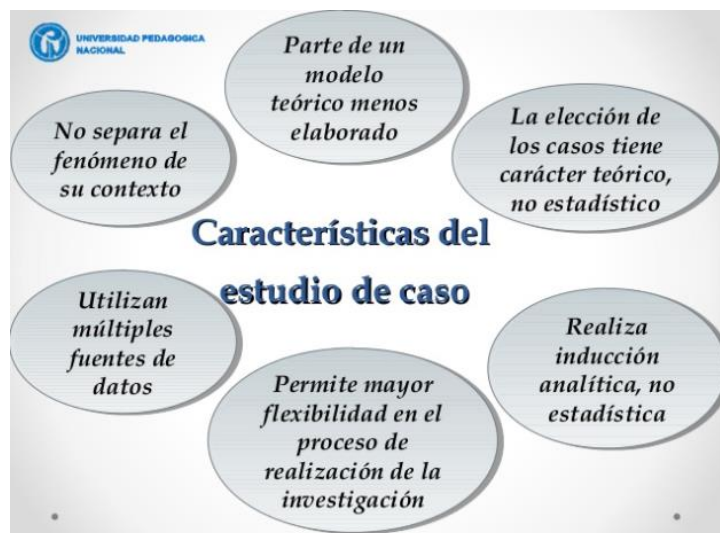 UNIVERSIDAD PEDAGOGICA
NACIONAL
Parte de un
modelo
teórico menos
elaborado
No separa el
fenómeno de
su contexto
La elección de
los casos tiene
carácter teórico,
no estadístico
Características del
estudio de caso
Utilizan
múltiples
fuentes de
datos
Permite mayor
flexibilidad en el
proceso de
realización de la
investigación
Realiza
inducción
analítica, no
estadística